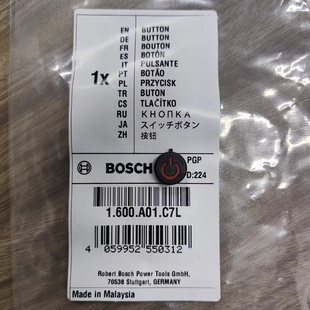 EN BUTTON
DE BUTTON
FR BOUTON
ES BOTÓN
IT PULSANTE
1x PT BOTÃO
PL PRZYCISK
TR BUTON
CS TLAČÍTKO
RU КНОПКА
JA スイッチボタン
ZH 按钮
BOSCH PGP
D:224
1.600.A01.C7L
4 059952 550312
Robert Bosch Power Tools GmbH,
70538 Stuttgart, GERMANY
Made in Malaysia